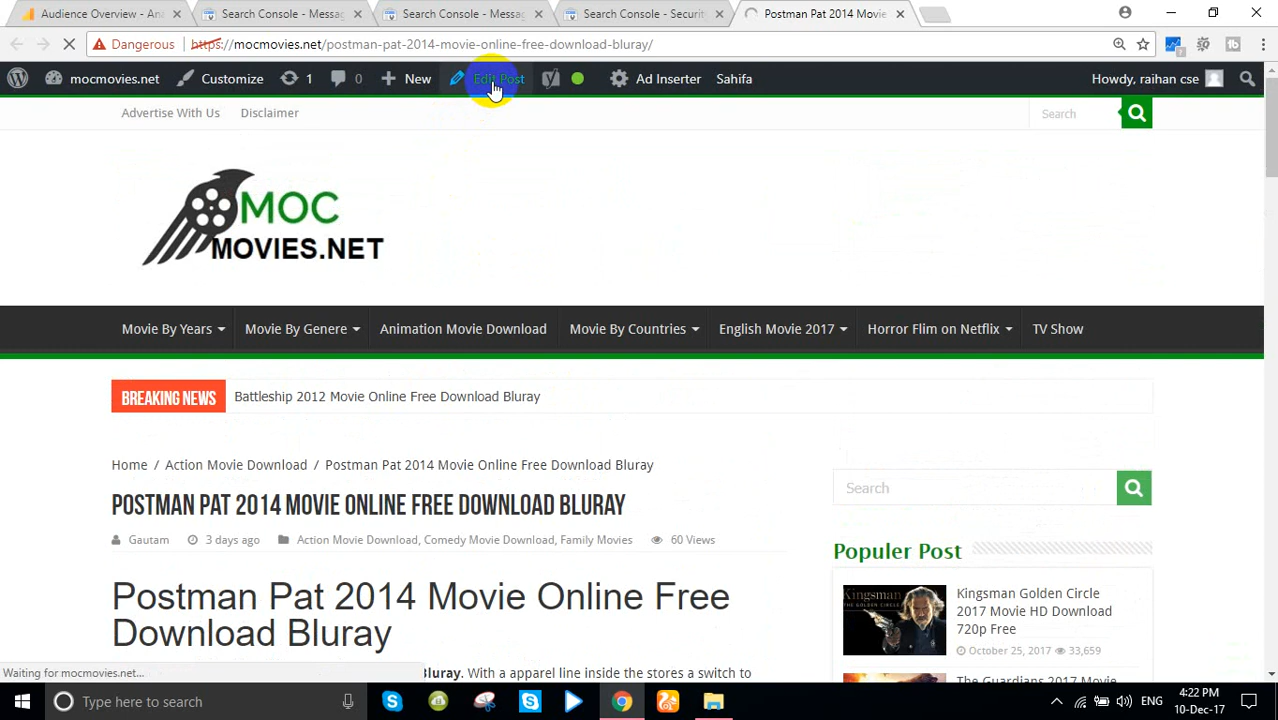 Audience Overview - Ana
Search Console - Messag
Search Console - Messag
Search Console - Securit
Postman Pat 2014 Movie
Dangerous https://mocmovies.net/postman-pat-2014-movie-online-free-download-bluray/
mocmovies.net Customize 1 0 New Edit Post Ad Inserter Sahifa Howdy, raihan cse
Advertise With Us Disclaimer Search
MOC
MOVIES.NET
Movie By Years Movie By Genere Animation Movie Download Movie By Countries English Movie 2017 Horror Flim on Netflix TV Show
BREAKING NEWS Battleship 2012 Movie Online Free Download Bluray
Home / Action Movie Download / Postman Pat 2014 Movie Online Free Download Bluray
Search
POSTMAN PAT 2014 MOVIE ONLINE FREE DOWNLOAD BLURAY
Gautam 3 days ago Action Movie Download, Comedy Movie Download, Family Movies 60 Views
Populer Post
Postman Pat 2014 Movie Online Free
Download Bluray
Kingsman Golden Circle
2017 Movie HD Download
720p Free
October 25, 2017 33,659
Waiting for mocmovies.net...
Bluray. With a apparel line inside the stores a switch to
The Guardians 2017 Movie
Type here to search
ENG
4:22 PM
10-Dec-17